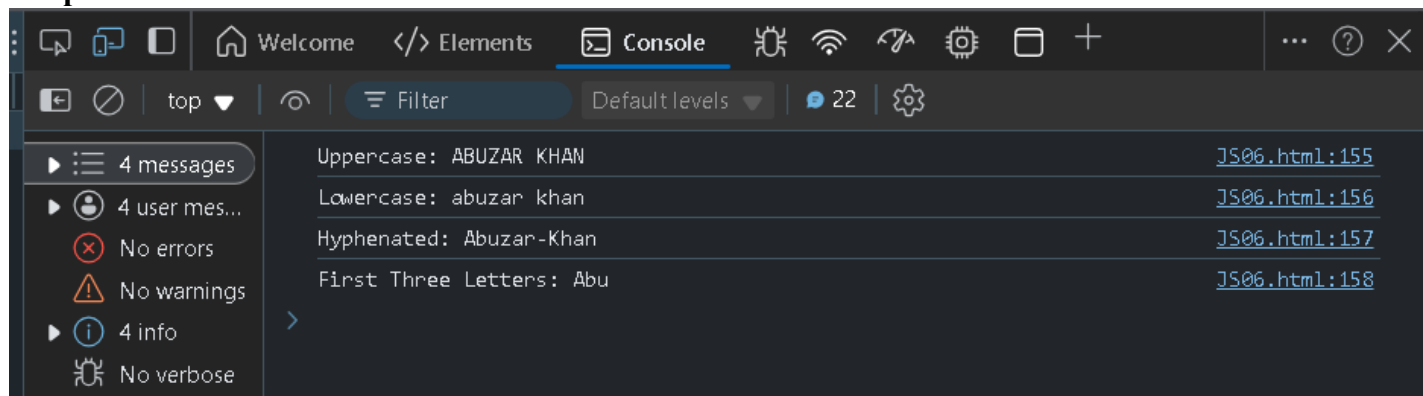 Welcome </> Elements Console
top Filter Default levels 22
4 messages
4 user mes...
No errors
No warnings
4 info
No verbose
Uppercase: ABUZAR KHAN JS06.html:155
Lowercase: abuzar khan JS06.html:156
Hyphenated: Abuzar-Khan JS06.html:157
First Three Letters: Abu JS06.html:158
>